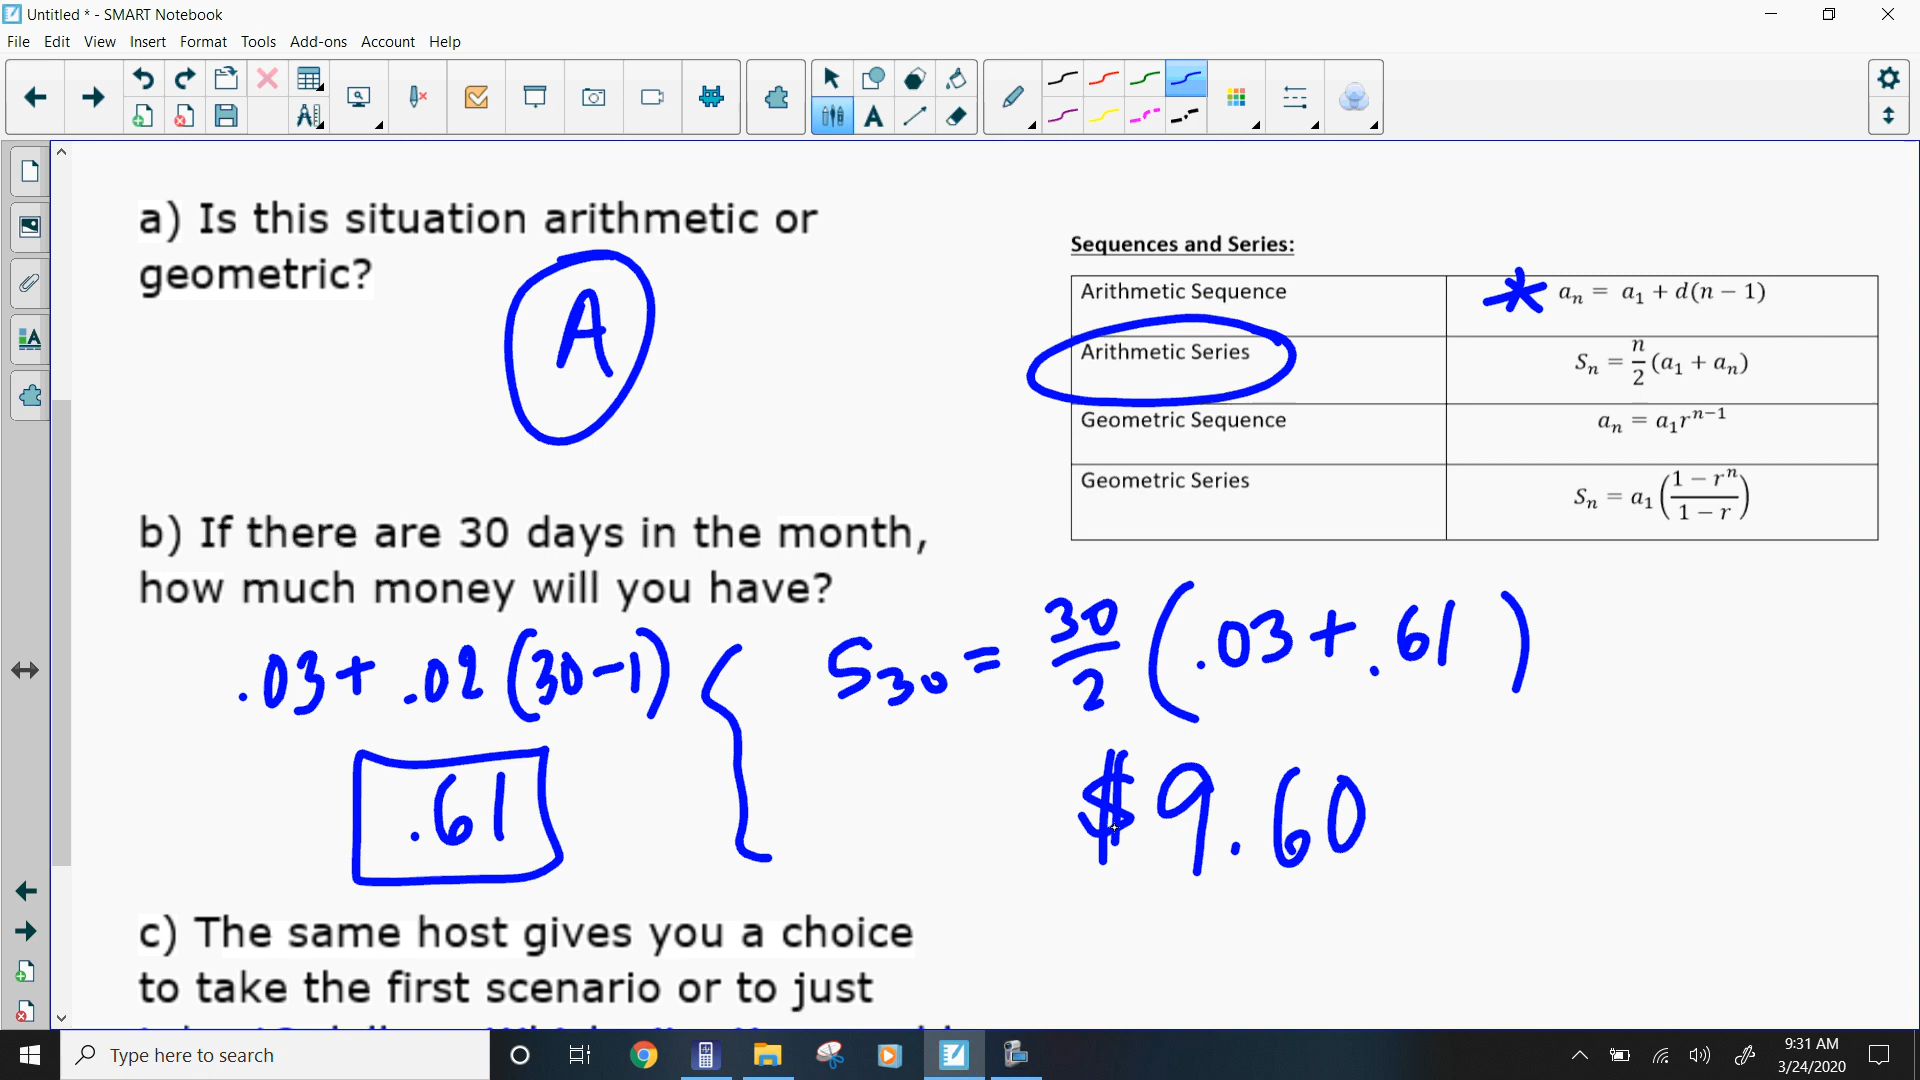 Untitled * - SMART Notebook
File Edit View Insert Format Tools Add-ons Account Help
a) Is this situation arithmetic or
geometric?
A
Sequences and Series:
Arithmetic Sequence * aₙ = a₁ + d(n − 1)
Arithmetic Series Sₙ = n/2 (a₁ + aₙ)
Geometric Sequence aₙ = a₁rⁿ⁻¹
Geometric Series Sₙ = a₁ ((1 − rⁿ)/(1 − r))
b) If there are 30 days in the month,
how much money will you have?
.03 + .02 (30-1)
.61
S₃₀ = 30/2 (.03 + .61)
$9.60
c) The same host gives you a choice
to take the first scenario or to just
Type here to search
9:31 AM
3/24/2020